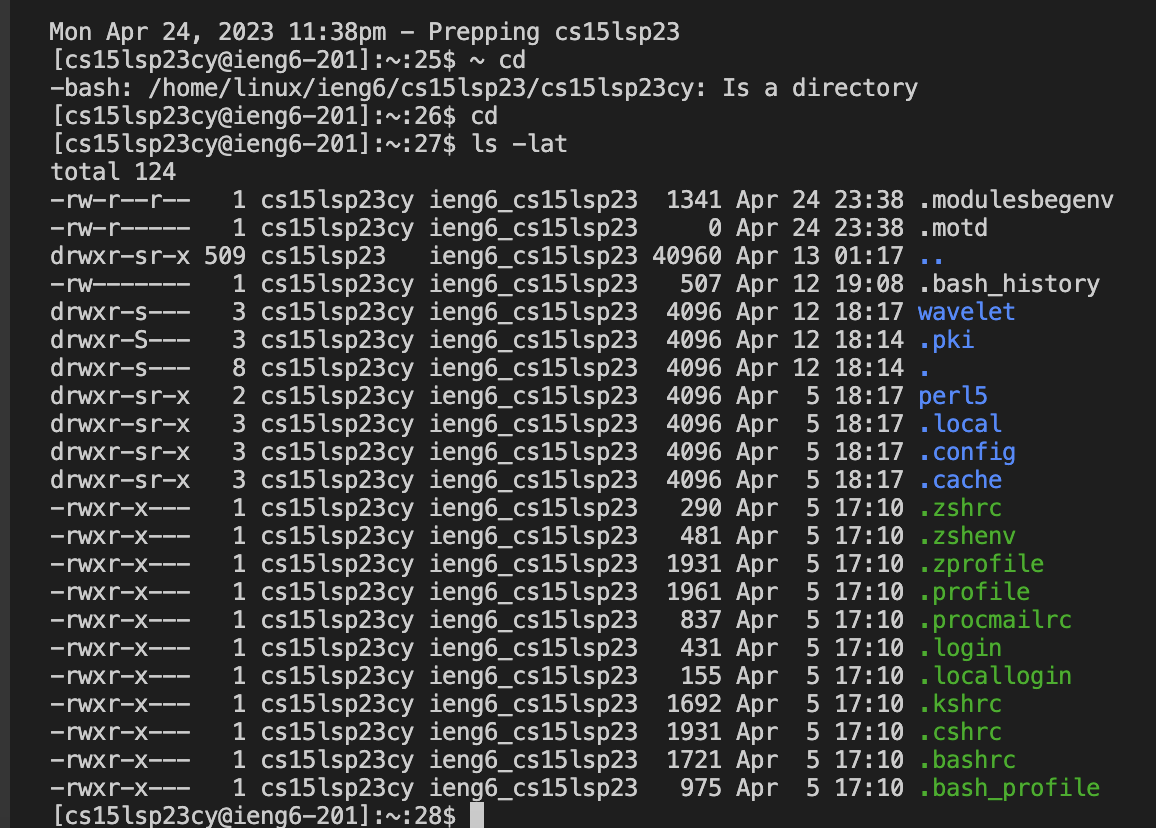 Mon Apr 24, 2023 11:38pm - Prepping cs15lsp23
[cs15lsp23cy@ieng6-201]:~:25$ ~ cd
-bash: /home/linux/ieng6/cs15lsp23/cs15lsp23cy: Is a directory
[cs15lsp23cy@ieng6-201]:~:26$ cd
[cs15lsp23cy@ieng6-201]:~:27$ ls -lat
total 124
-rw-r--r--   1 cs15lsp23cy ieng6_cs15lsp23  1341 Apr 24 23:38 .modulesbegenv
-rw-r-----   1 cs15lsp23cy ieng6_cs15lsp23     0 Apr 24 23:38 .motd
drwxr-sr-x 509 cs15lsp23   ieng6_cs15lsp23 40960 Apr 13 01:17 ..
-rw-------   1 cs15lsp23cy ieng6_cs15lsp23   507 Apr 12 19:08 .bash_history
drwxr-s---   3 cs15lsp23cy ieng6_cs15lsp23  4096 Apr 12 18:17 wavelet
drwxr-S---   3 cs15lsp23cy ieng6_cs15lsp23  4096 Apr 12 18:14 .pki
drwxr-s---   8 cs15lsp23cy ieng6_cs15lsp23  4096 Apr 12 18:14 .
drwxr-sr-x   2 cs15lsp23cy ieng6_cs15lsp23  4096 Apr  5 18:17 perl5
drwxr-sr-x   3 cs15lsp23cy ieng6_cs15lsp23  4096 Apr  5 18:17 .local
drwxr-sr-x   3 cs15lsp23cy ieng6_cs15lsp23  4096 Apr  5 18:17 .config
drwxr-sr-x   3 cs15lsp23cy ieng6_cs15lsp23  4096 Apr  5 18:17 .cache
-rwxr-x---   1 cs15lsp23cy ieng6_cs15lsp23   290 Apr  5 17:10 .zshrc
-rwxr-x---   1 cs15lsp23cy ieng6_cs15lsp23   481 Apr  5 17:10 .zshenv
-rwxr-x---   1 cs15lsp23cy ieng6_cs15lsp23  1931 Apr  5 17:10 .zprofile
-rwxr-x---   1 cs15lsp23cy ieng6_cs15lsp23  1961 Apr  5 17:10 .profile
-rwxr-x---   1 cs15lsp23cy ieng6_cs15lsp23   837 Apr  5 17:10 .procmailrc
-rwxr-x---   1 cs15lsp23cy ieng6_cs15lsp23   431 Apr  5 17:10 .login
-rwxr-x---   1 cs15lsp23cy ieng6_cs15lsp23   155 Apr  5 17:10 .locallogin
-rwxr-x---   1 cs15lsp23cy ieng6_cs15lsp23  1692 Apr  5 17:10 .kshrc
-rwxr-x---   1 cs15lsp23cy ieng6_cs15lsp23  1931 Apr  5 17:10 .cshrc
-rwxr-x---   1 cs15lsp23cy ieng6_cs15lsp23  1721 Apr  5 17:10 .bashrc
-rwxr-x---   1 cs15lsp23cy ieng6_cs15lsp23   975 Apr  5 17:10 .bash_profile
[cs15lsp23cy@ieng6-201]:~:28$